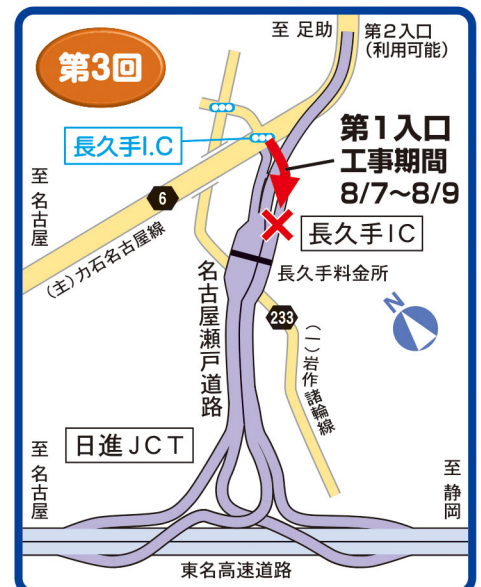 第3回
至 足助
第2入口
(利用可能)
長久手I.C
第1入口
工事期間
8/7～8/9
至 名古屋
6
(主)力石名古屋線
長久手IC
長久手料金所
N
名古屋瀬戸道路
233
(一)岩作諸輪線
日進JCT
至 名古屋
至 静岡
東名高速道路